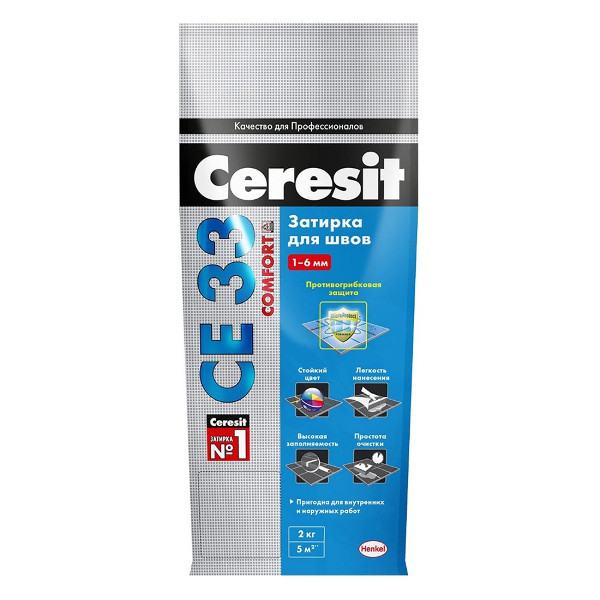 Качество для Профессионалов
Ceresit
CE 33
COMFORT
Затирка
для швов
1–6 мм
Противогрибковая
защита
Стойкий
цвет
Легкость
нанесения
Высокая
заполняемость
Простота
очистки
Пригодна для внутренних
и наружных работ
2 кг
5 м²**
Henkel
Ceresit
ЗАТИРКА
№1